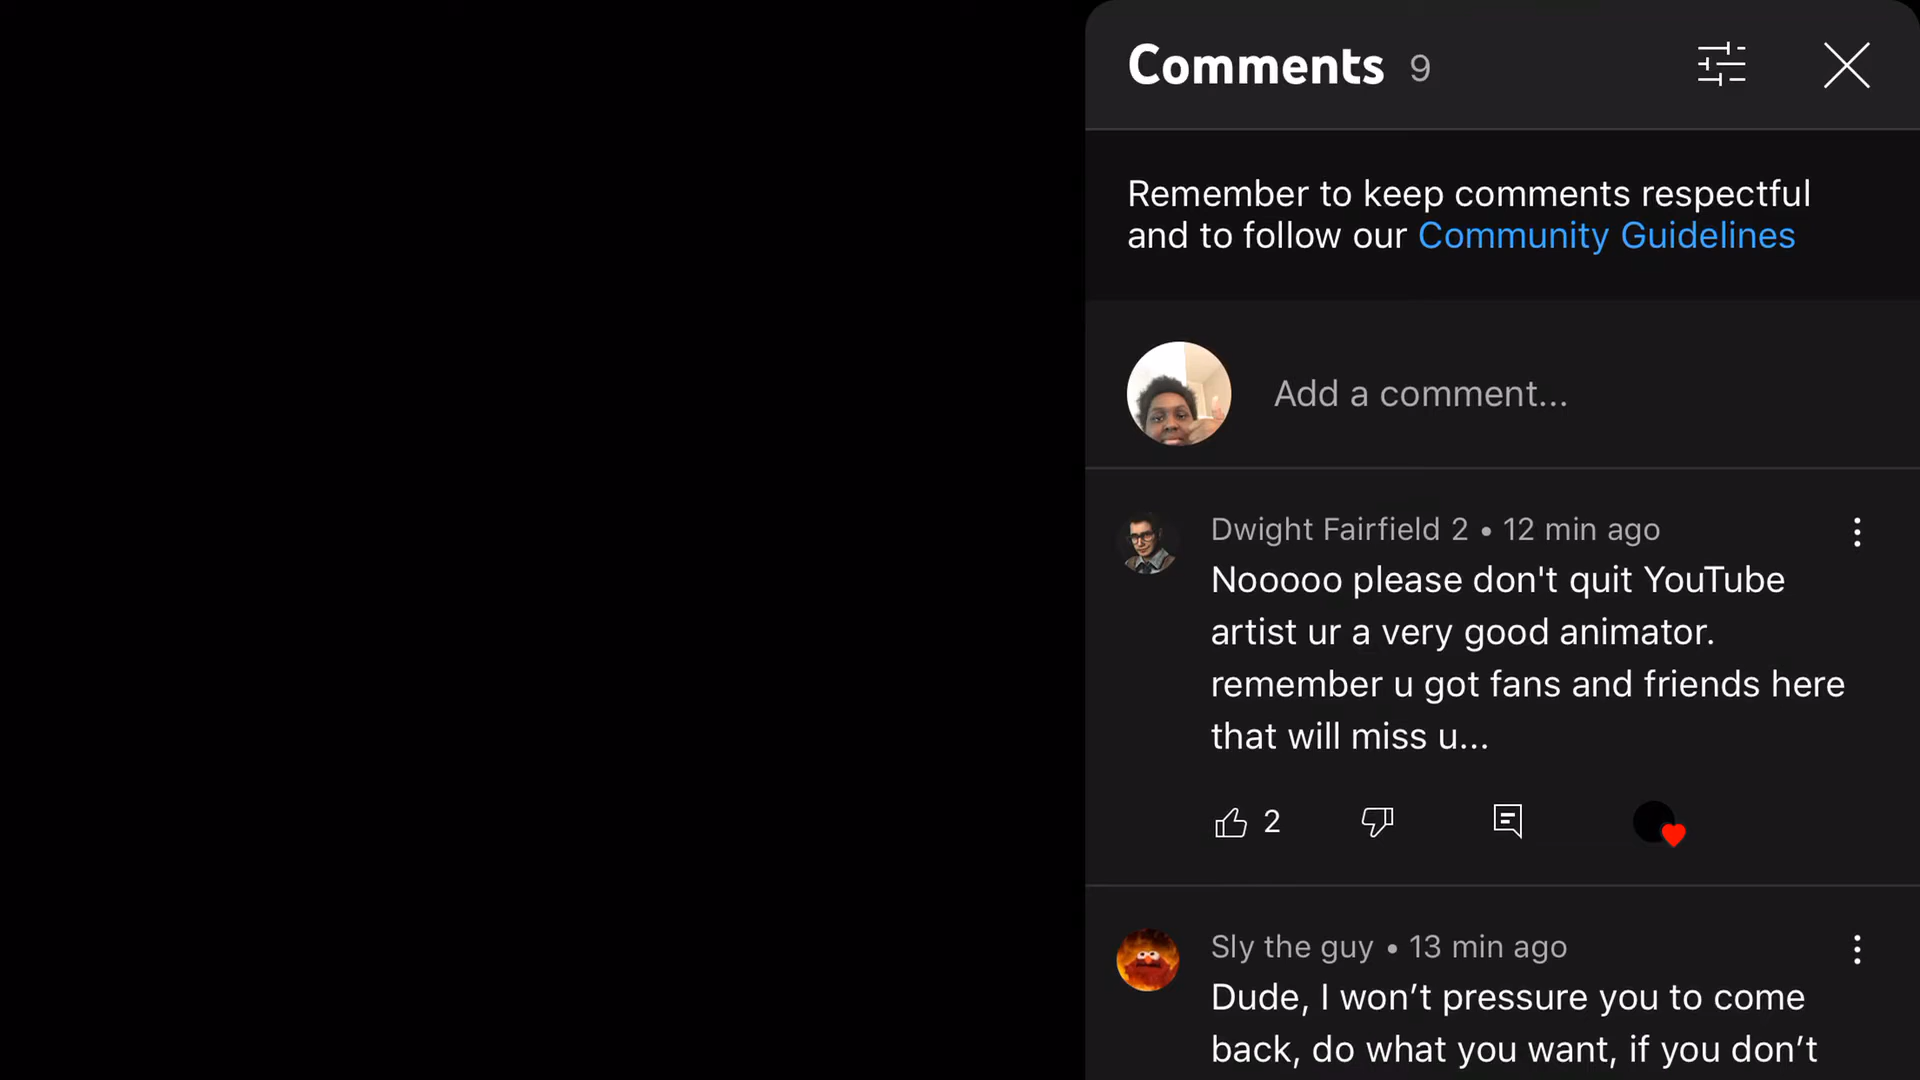 Comments 9
Remember to keep comments respectful
and to follow our Community Guidelines
Add a comment...
Dwight Fairfield 2 • 12 min ago
Nooooo please don't quit YouTube
artist ur a very good animator.
remember u got fans and friends here
that will miss u...
2
Sly the guy • 13 min ago
Dude, I won’t pressure you to come
back, do what you want, if you don’t